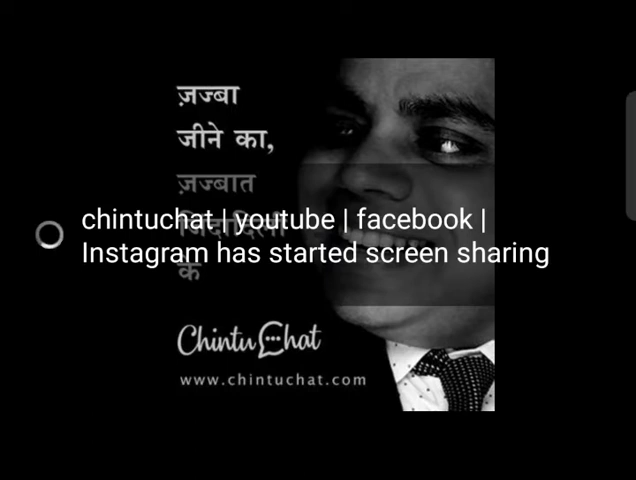 ज़ज्बा
जीने का,
ज़ज्बात
जिंदादिली
के
chintuchat | youtube | facebook |
Instagram has started screen sharing
Chintu Chat
www.chintuchat.com